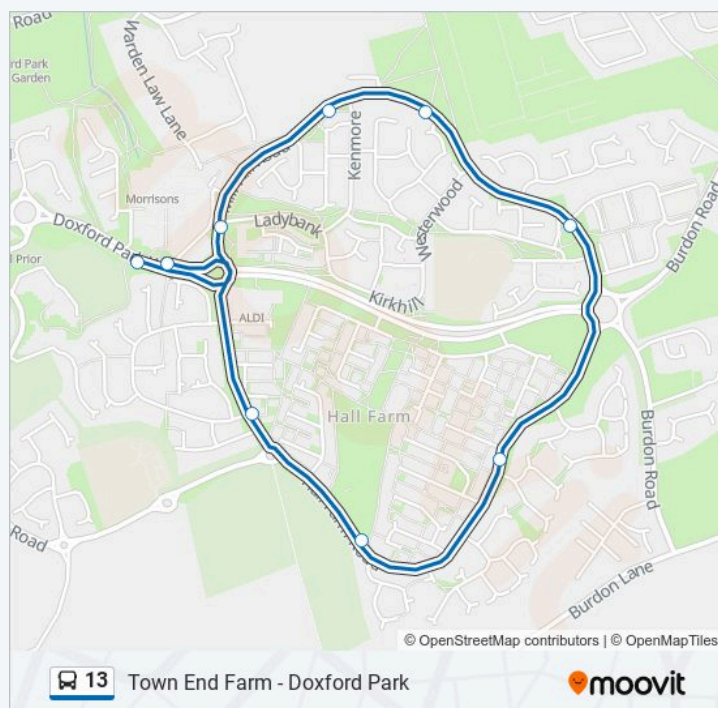 Road
rd Park
Garden
Warden Law Lane
Kenmore
Morrisons
Ladybank
Westerwood
Burdon Road
Doxford Park
l Prior
Kirkhill
ALDI
Hall Farm
Burdon Road
Road
Burdon Lane
© OpenStreetMap contributors | © OpenMapTiles
13 Town End Farm - Doxford Park
moovit